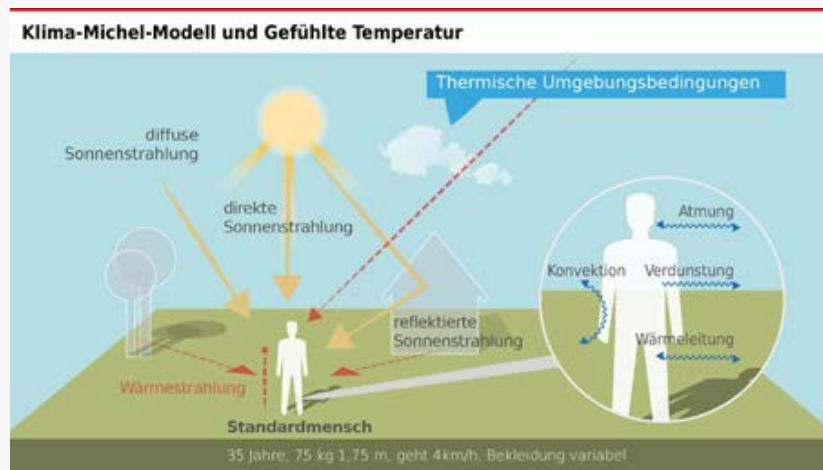 Klima-Michel-Modell und Gefühlte Temperatur
Thermische Umgebungsbedingungen
diffuse
Sonnenstrahlung
direkte
Sonnenstrahlung
Atmung
Konvektion
Verdunstung
reflektierte
Sonnenstrahlung
Wärmeleitung
Wärmestrahlung
Standardmensch
35 Jahre, 75 kg 1,75 m, geht 4km/h, Bekleidung variabel